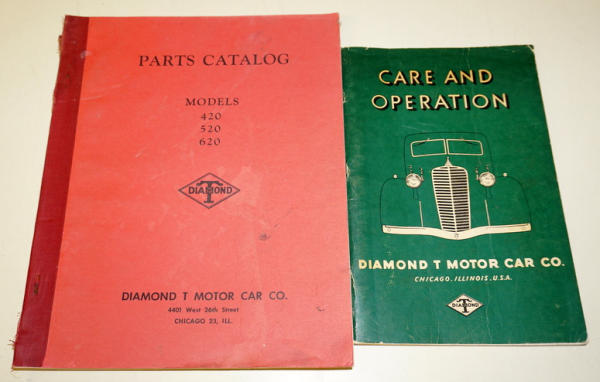 PARTS CATALOG
MODELS
420
520
620
T
DIAMOND
DIAMOND T MOTOR CAR CO.
4401 West 26th Street
CHICAGO 23, ILL.
CARE AND
OPERATION
DIAMOND T MOTOR CAR CO.
CHICAGO, ILLINOIS, U.S.A.
T
DIAMOND